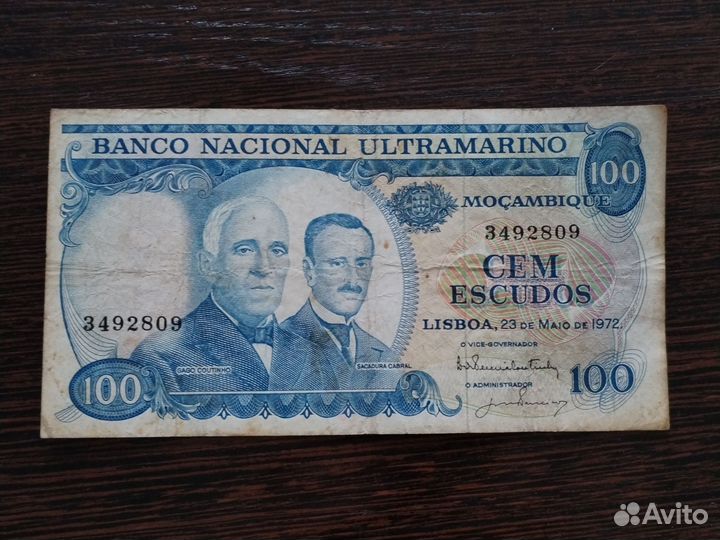 BANCO NACIONAL ULTRAMARINO
100
MOÇAMBIQUE
3492809
CEM
ESCUDOS
3492809
LISBOA, 23 DE MAIO DE 1972.
O VICE-GOVERNADOR
GAGO COUTINHO
SACADURA CABRAL
O ADMINISTRADOR
100
100
Avito